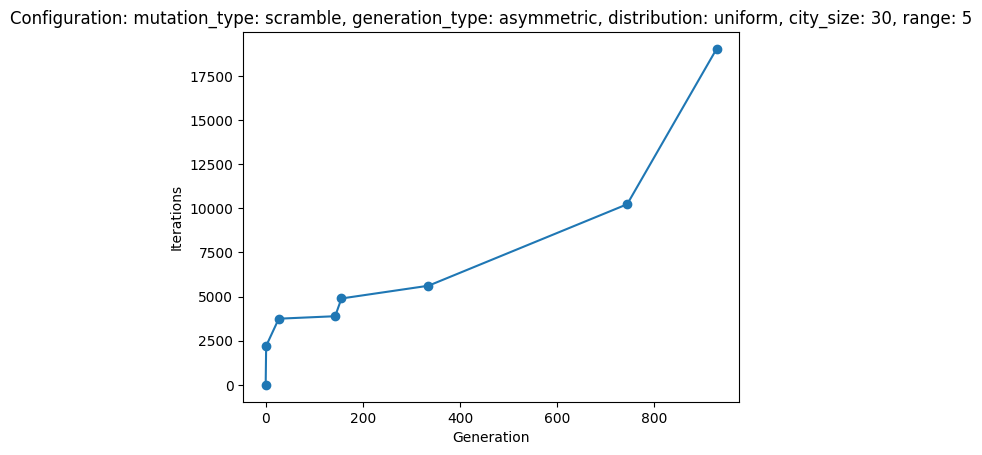 Configuration: mutation_type: scramble, generation_type: asymmetric, distribution: uniform, city_size: 30, range: 5
17500
15000
12500
10000
7500
5000
2500
0
Iterations
0 200 400 600 800
Generation